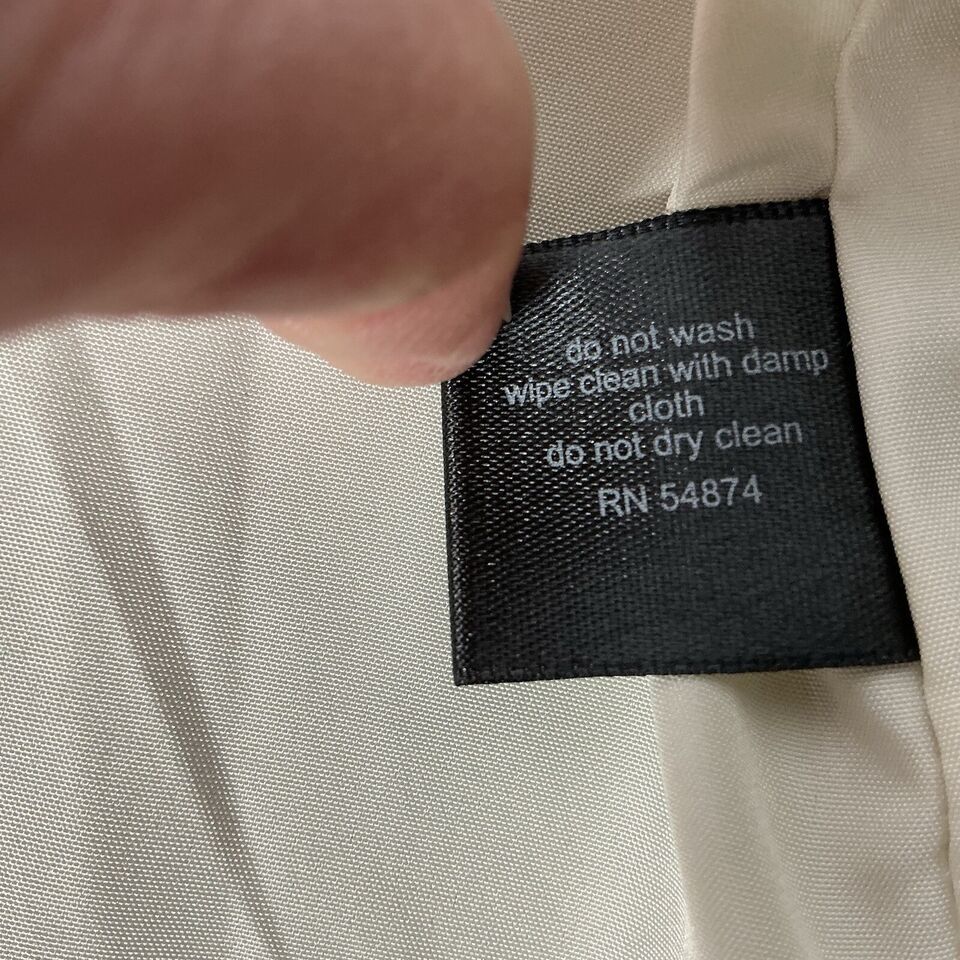 do not wash
wipe clean with damp
cloth
do not dry clean
RN 54874